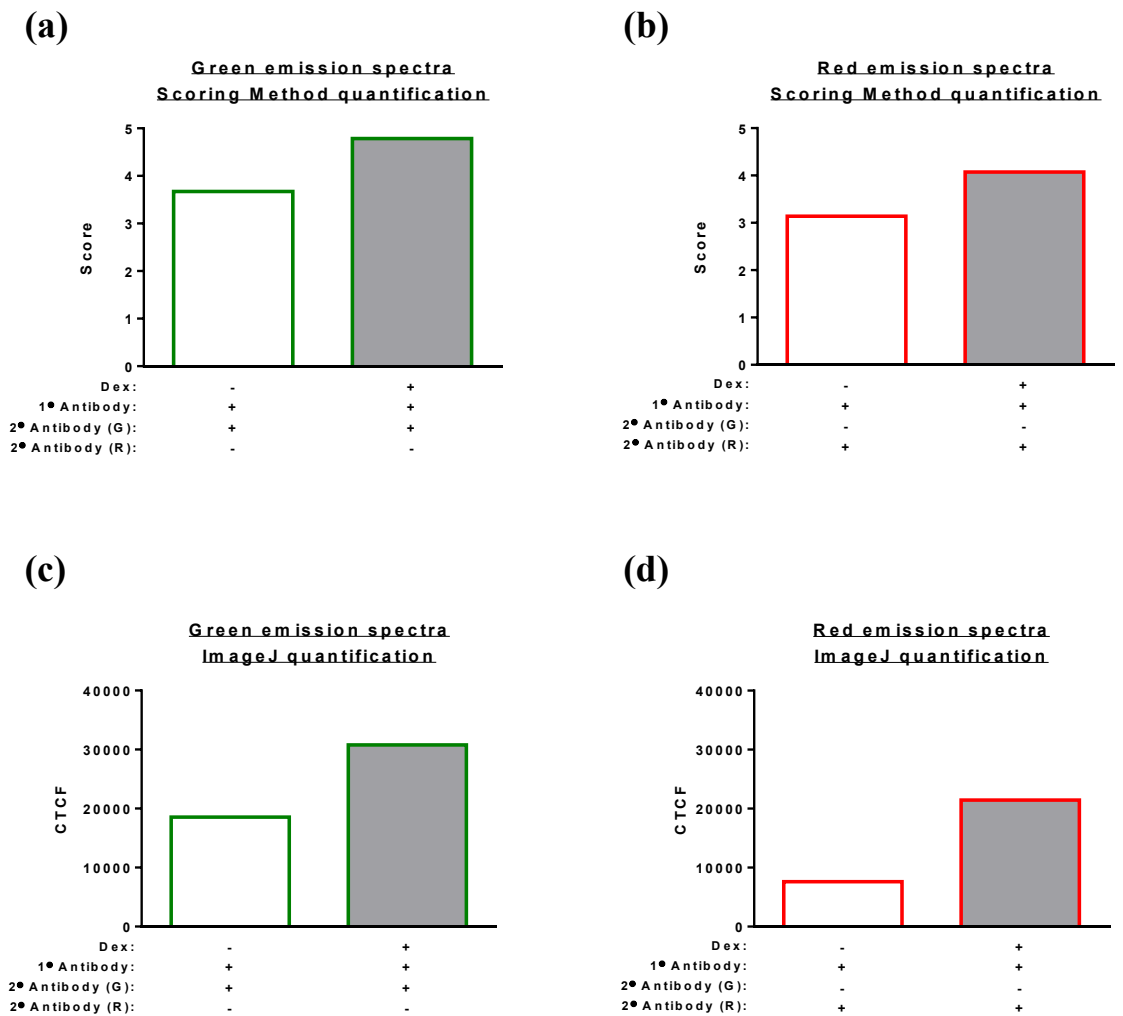 (a)
Green emission spectra
Scoring Method quantification
5
4
3
2
1
0
Score
Dex: - +
1• Antibody: + +
2• Antibody (G): + +
2• Antibody (R): - -
(b)
Red emission spectra
Scoring Method quantification
5
4
3
2
1
0
Score
Dex: - +
1• Antibody: + +
2• Antibody (G): - -
2• Antibody (R): + +
(c)
Green emission spectra
ImageJ quantification
40000
30000
20000
10000
0
CTCF
Dex: - +
1• Antibody: + +
2• Antibody (G): + +
2• Antibody (R): - -
(d)
Red emission spectra
ImageJ quantification
40000
30000
20000
10000
0
CTCF
Dex: - +
1• Antibody: + +
2• Antibody (G): - -
2• Antibody (R): + +